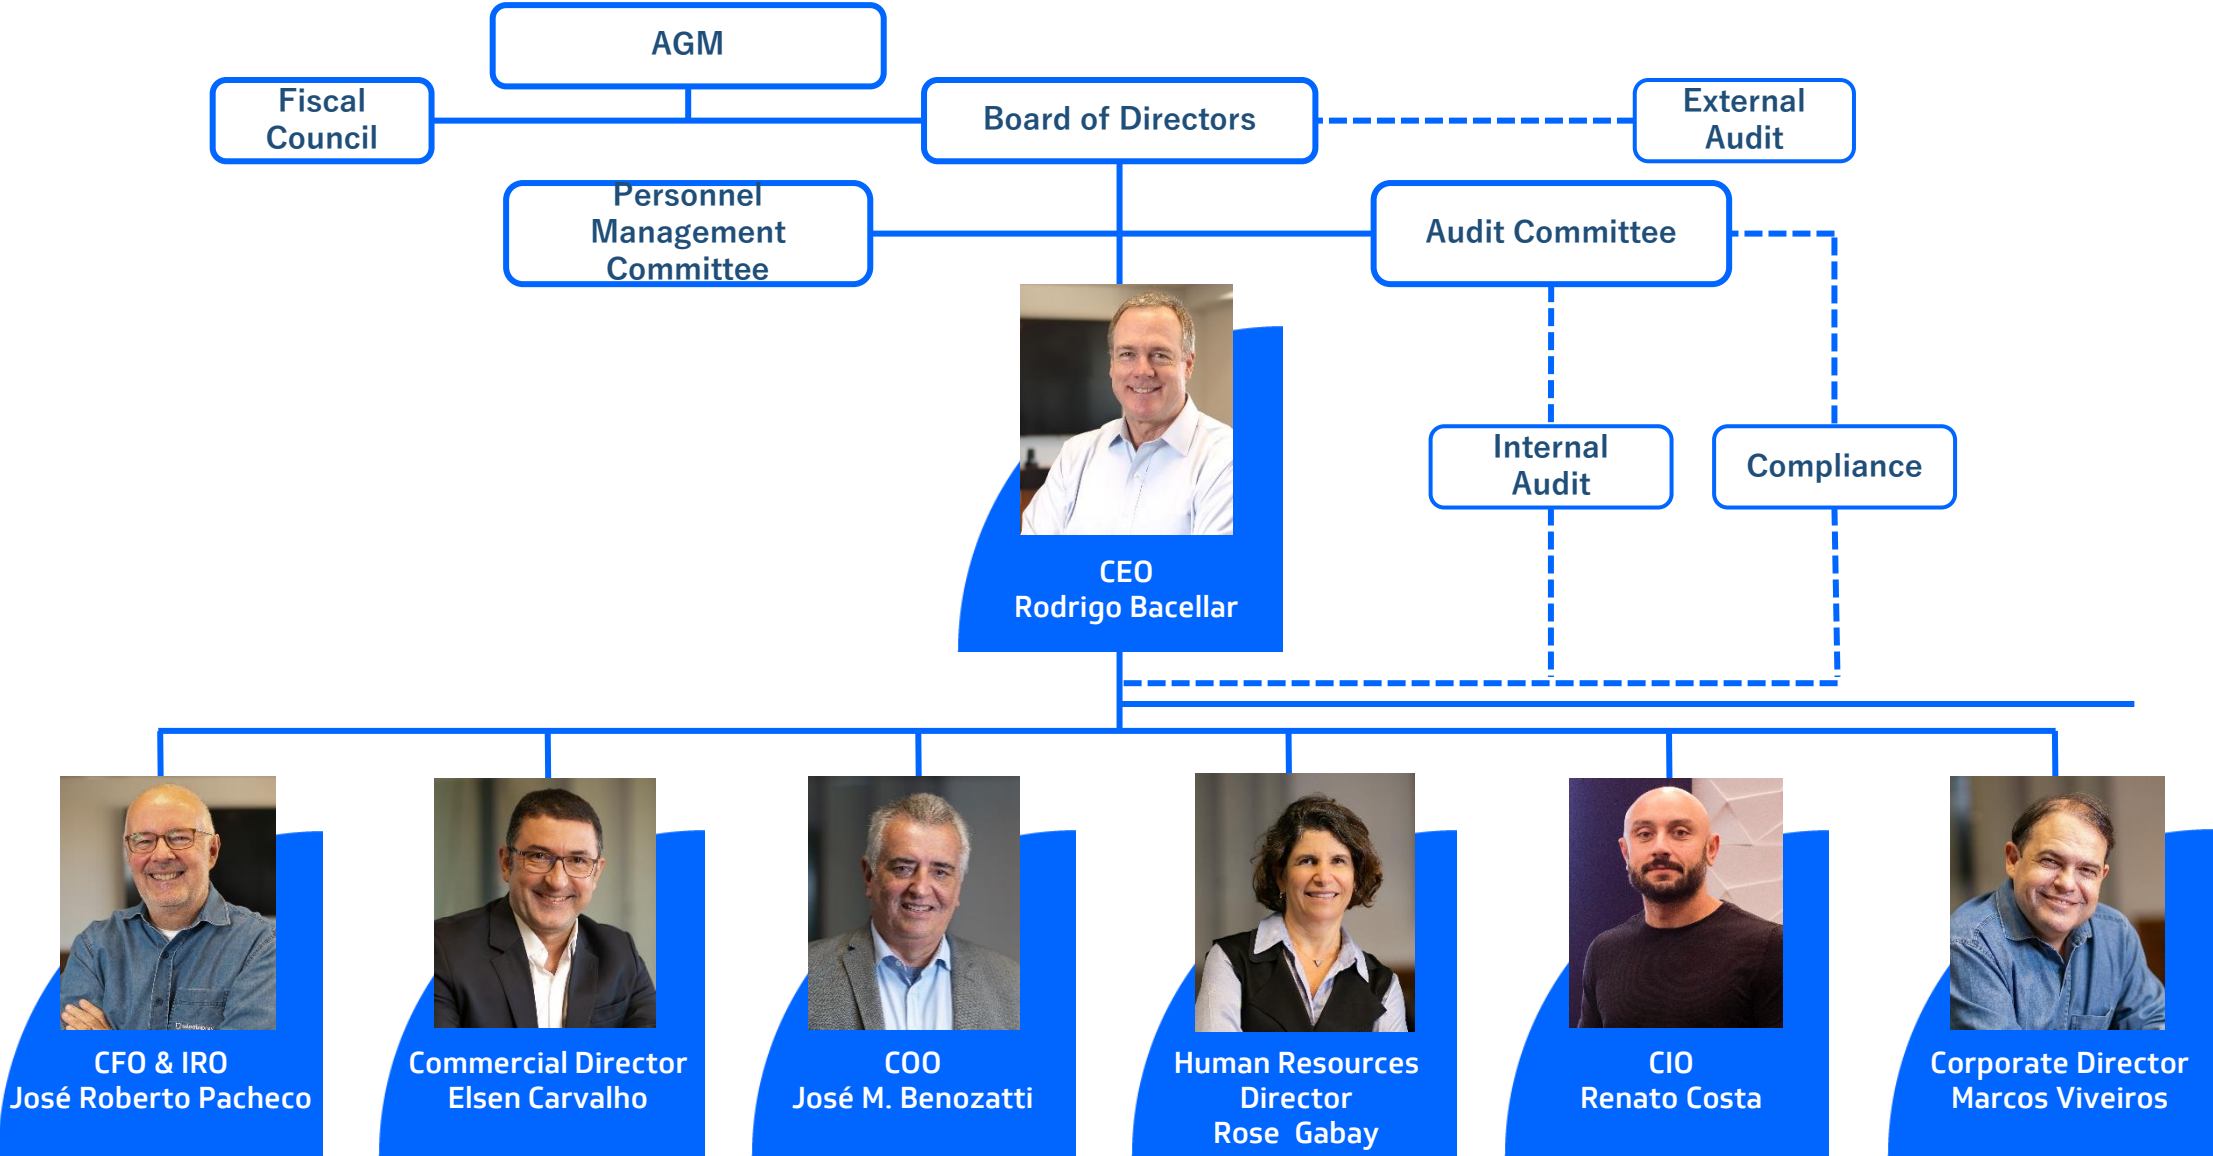 AGM
Fiscal
Council
Board of Directors
External
Audit
Personnel
Management
Committee
Audit Committee
Internal
Audit
Compliance
CEO
Rodrigo Bacellar
CFO & IRO
José Roberto Pacheco
Commercial Director
Elsen Carvalho
COO
José M. Benozatti
Human Resources
Director
Rose  Gabay
CIO
Renato Costa
Corporate Director
Marcos Viveiros